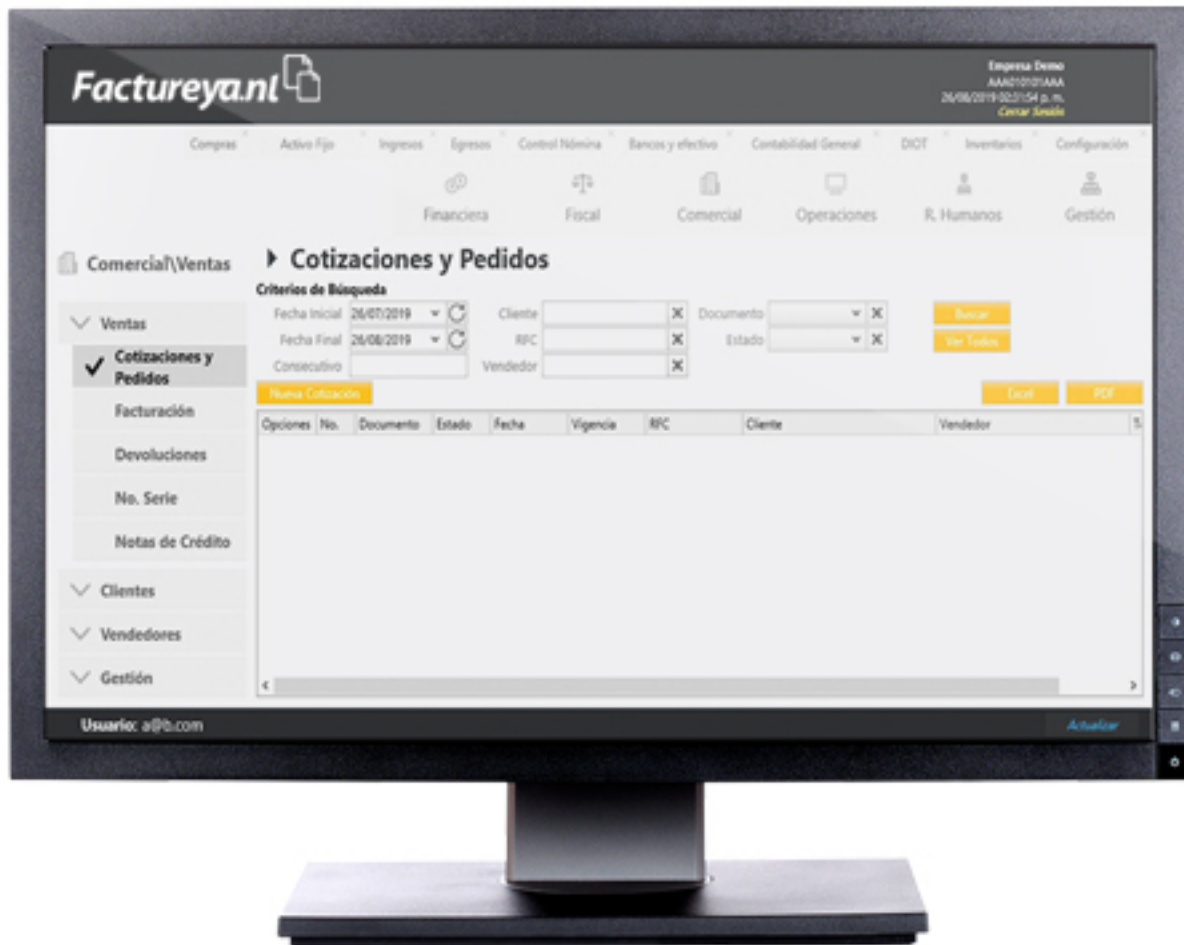 Factureya.nl
Empresa Demo
AAA010101AAA
26/08/2019 02:31:54 p. m.
Cerrar Sesión
Compras Activo Fijo Ingresos Egresos Control Nómina Bancos y efectivo Contabilidad General DIOT Inventarios Configuración
Financiera Fiscal Comercial Operaciones R. Humanos Gestión
Comercial\Ventas
Ventas
Cotizaciones y
Pedidos
Facturación
Devoluciones
No. Serie
Notas de Crédito
Clientes
Vendedores
Gestión
Cotizaciones y Pedidos
Criterios de Búsqueda
Fecha Inicial 26/07/2019 Cliente Documento Buscar
Fecha Final 26/08/2019 RFC Estado Ver Todos
Consecutivo Vendedor
Nueva Cotización Excel PDF
Opciones No. Documento Estado Fecha Vigencia RFC Cliente Vendedor
Usuario: a@b.com Actualizar